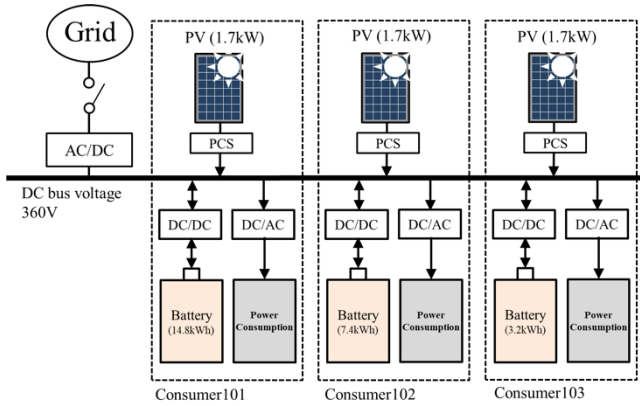 Grid
AC/DC
DC bus voltage
360V
PV (1.7kW)
PCS
DC/DC
DC/AC
Battery
(14.8kWh)
Power
Consumption
Consumer101
PV (1.7kW)
PCS
DC/DC
DC/AC
Battery
(7.4kWh)
Power
Consumption
Consumer102
PV (1.7kW)
PCS
DC/DC
DC/AC
Battery
(3.2kWh)
Power
Consumption
Consumer103